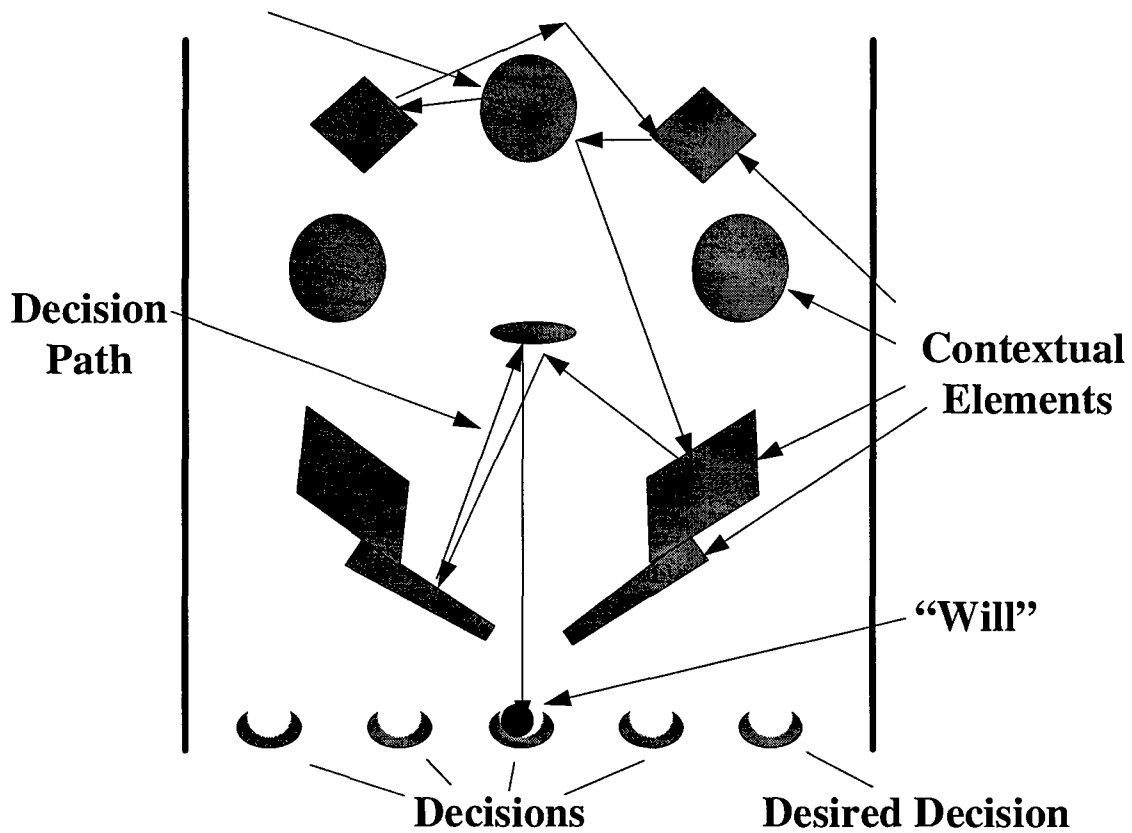 Decision
Path
Contextual
Elements
“Will”
Decisions
Desired Decision